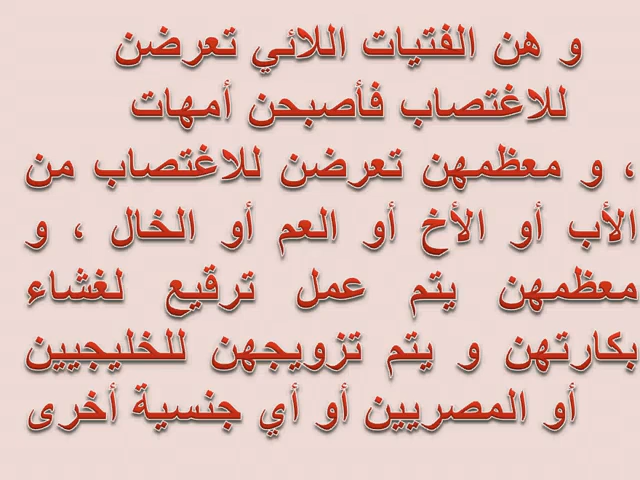 و هن الفتيات اللائي تعرضن
للاغتصاب فأصبحن أمهات
، و معظمهن تعرضن للاغتصاب من
الأب أو الأخ أو العم أو الخال ، و
معظمهن يتم عمل ترقيع لغشاء
بكارتهن و يتم تزويجهن للخليجيين
أو المصريين أو أي جنسية أخرى